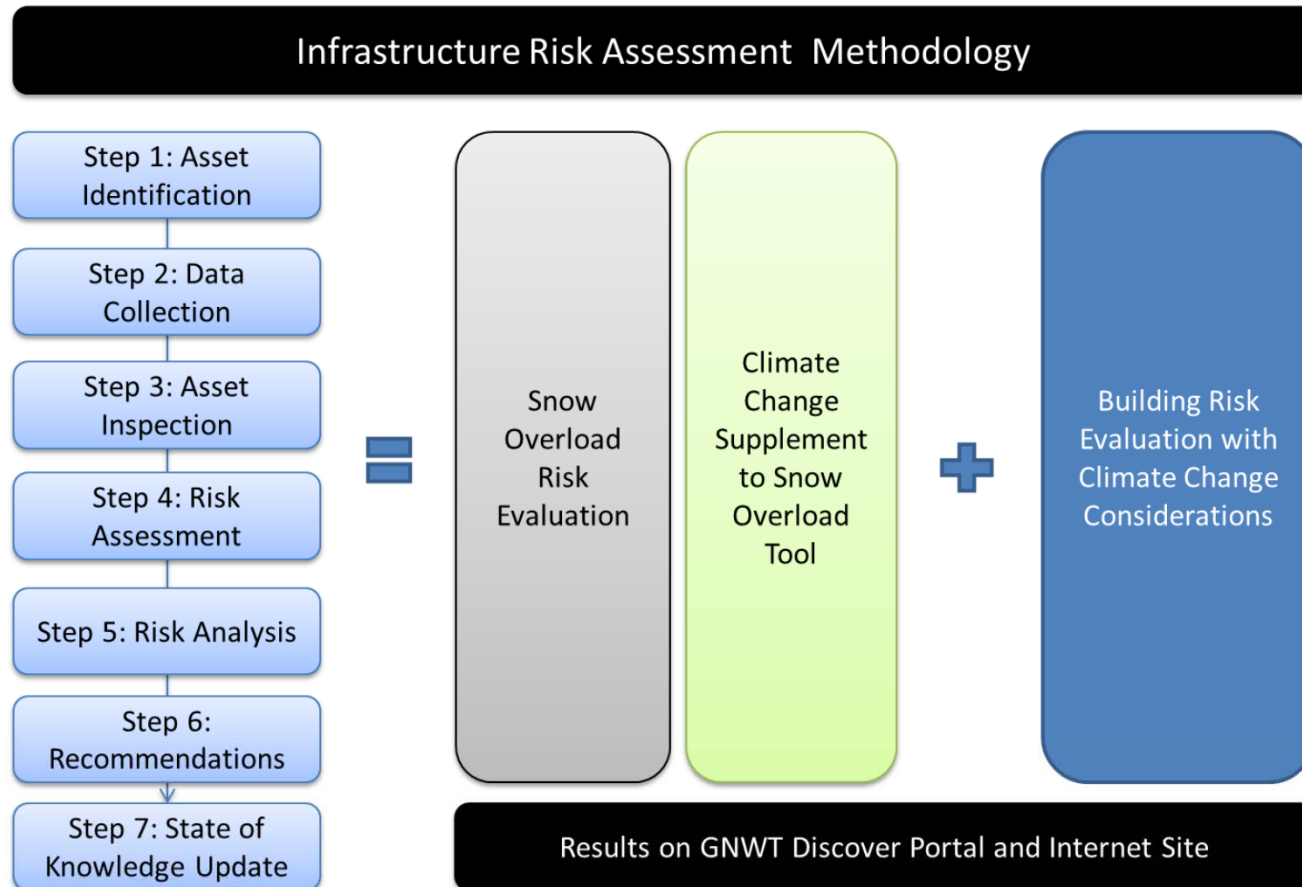 Infrastructure Risk Assessment Methodology
Step 1: Asset
Identification
Step 2: Data
Collection
Step 3: Asset
Inspection
Step 4: Risk
Assessment
Step 5: Risk Analysis
Step 6:
Recommendations
Step 7: State of
Knowledge Update
=
Snow
Overload
Risk
Evaluation
Climate
Change
Supplement
to Snow
Overload
Tool
+
Building Risk
Evaluation with
Climate Change
Considerations
Results on GNWT Discover Portal and Internet Site